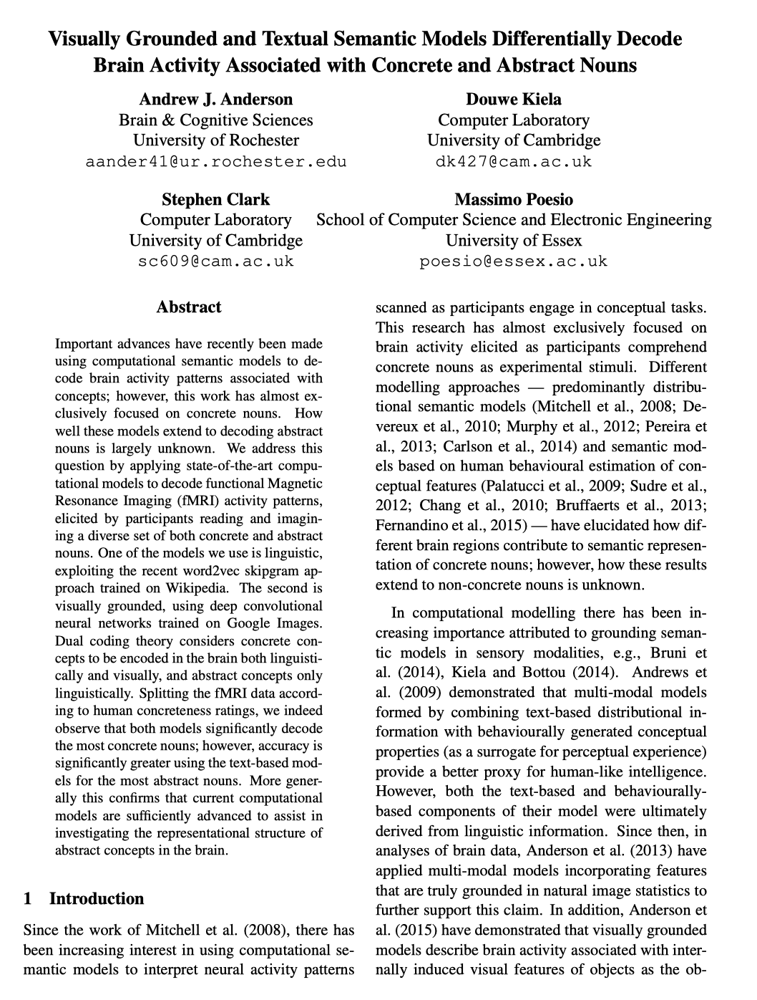 Visually Grounded and Textual Semantic Models Differentially Decode
Brain Activity Associated with Concrete and Abstract Nouns
Andrew J. Anderson
Brain & Cognitive Sciences
University of Rochester
aander41@ur.rochester.edu
Douwe Kiela
Computer Laboratory
University of Cambridge
dk427@cam.ac.uk
Stephen Clark
Computer Laboratory
University of Cambridge
sc609@cam.ac.uk
Massimo Poesio
School of Computer Science and Electronic Engineering
University of Essex
poesio@essex.ac.uk
Abstract
Important advances have recently been made
using computational semantic models to de-
code brain activity patterns associated with
concepts; however, this work has almost ex-
clusively focused on concrete nouns. How
well these models extend to decoding abstract
nouns is largely unknown. We address this
question by applying state-of-the-art compu-
tational models to decode functional Magnetic
Resonance Imaging (fMRI) activity patterns,
elicited by participants reading and imagin-
ing a diverse set of both concrete and abstract
nouns. One of the models we use is linguistic,
exploiting the recent word2vec skipgram ap-
proach trained on Wikipedia. The second is
visually grounded, using deep convolutional
neural networks trained on Google Images.
Dual coding theory considers concrete con-
cepts to be encoded in the brain both linguisti-
cally and visually, and abstract concepts only
linguistically. Splitting the fMRI data accord-
ing to human concreteness ratings, we indeed
observe that both models significantly decode
the most concrete nouns; however, accuracy is
significantly greater using the text-based mod-
els for the most abstract nouns. More gener-
ally this confirms that current computational
models are sufficiently advanced to assist in
investigating the representational structure of
abstract concepts in the brain.
1 Introduction
Since the work of Mitchell et al. (2008), there has
been increasing interest in using computational se-
mantic models to interpret neural activity patterns
scanned as participants engage in conceptual tasks.
This research has almost exclusively focused on
brain activity elicited as participants comprehend
concrete nouns as experimental stimuli. Different
modelling approaches — predominantly distribu-
tional semantic models (Mitchell et al., 2008; De-
vereux et al., 2010; Murphy et al., 2012; Pereira et
al., 2013; Carlson et al., 2014) and semantic mod-
els based on human behavioural estimation of con-
ceptual features (Palatucci et al., 2009; Sudre et al.,
2012; Chang et al., 2010; Bruffaerts et al., 2013;
Fernandino et al., 2015) — have elucidated how dif-
ferent brain regions contribute to semantic represen-
tation of concrete nouns; however, how these results
extend to non-concrete nouns is unknown.
In computational modelling there has been in-
creasing importance attributed to grounding seman-
tic models in sensory modalities, e.g., Bruni et
al. (2014), Kiela and Bottou (2014). Andrews et
al. (2009) demonstrated that multi-modal models
formed by combining text-based distributional in-
formation with behaviourally generated conceptual
properties (as a surrogate for perceptual experience)
provide a better proxy for human-like intelligence.
However, both the text-based and behaviourally-
based components of their model were ultimately
derived from linguistic information. Since then, in
analyses of brain data, Anderson et al. (2013) have
applied multi-modal models incorporating features
that are truly grounded in natural image statistics to
further support this claim. In addition, Anderson et
al. (2015) have demonstrated that visually grounded
models describe brain activity associated with inter-
nally induced visual features of objects as the ob-